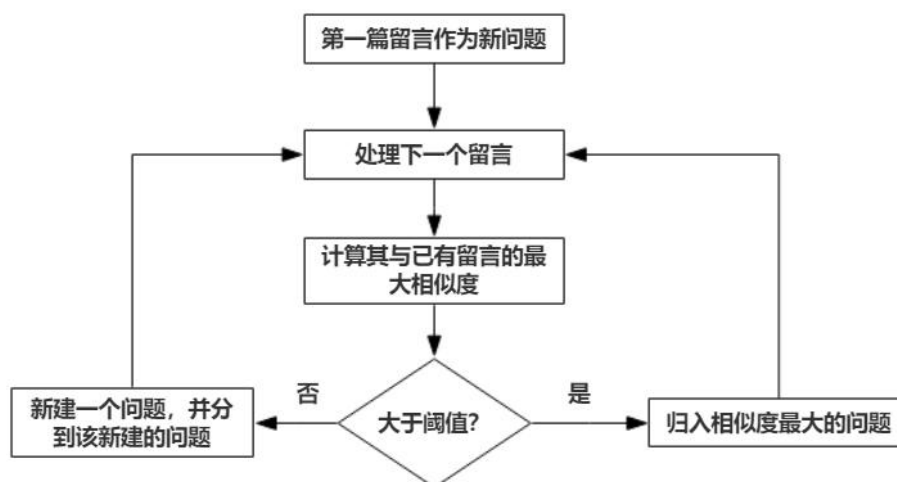 第一篇留言作为新问题
处理下一个留言
计算其与已有留言的最
大相似度
否
是
新建一个问题，并分
到该新建的问题
大于阈值?
归入相似度最大的问题